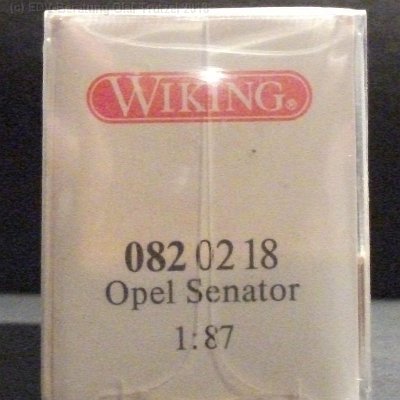 WIKING®
082 02 18
Opel Senator
1:87